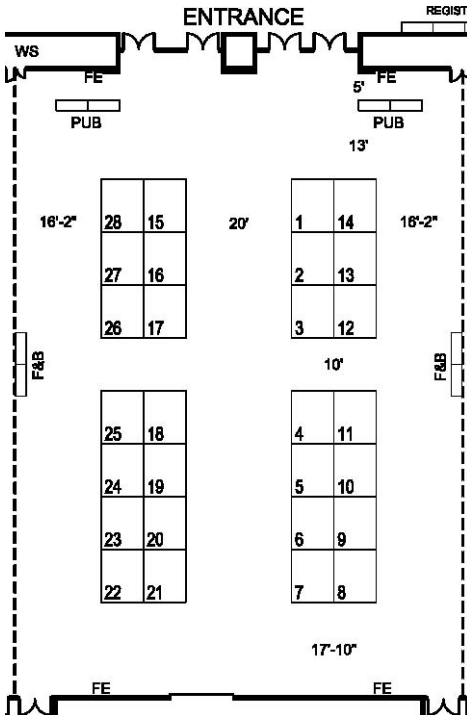 ENTRANCE
REGIST
WS
FE
FE
5'
PUB
PUB
13'
16'-2"
28 15
20'
1 14
16'-2"
27 16
2 13
26 17
3 12
F&B
10'
F&B
25 18
4 11
24 19
5 10
23 20
6 9
22 21
7 8
17'-10"
FE
FE